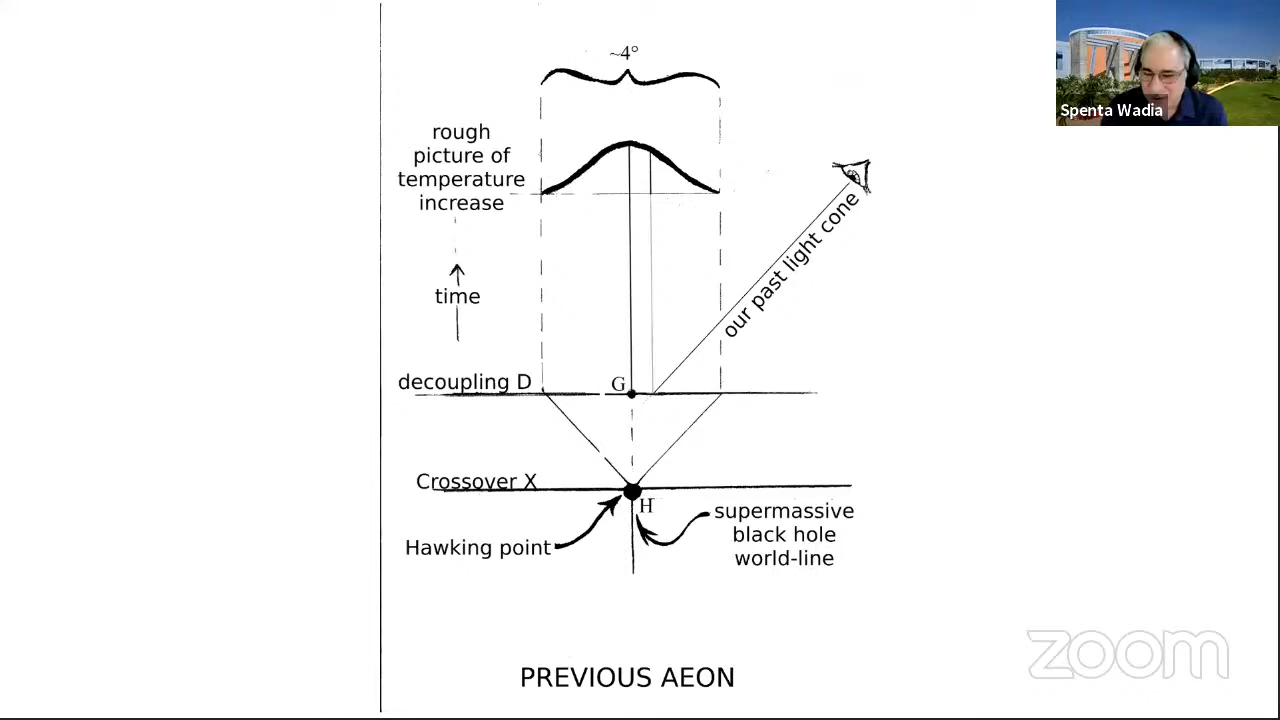 ~4°
Spenta Wadia
rough
picture of
temperature
increase
our past light cone
time
decoupling D
G
Crossover X
H
supermassive
black hole
world-line
Hawking point
zoom
PREVIOUS AEON